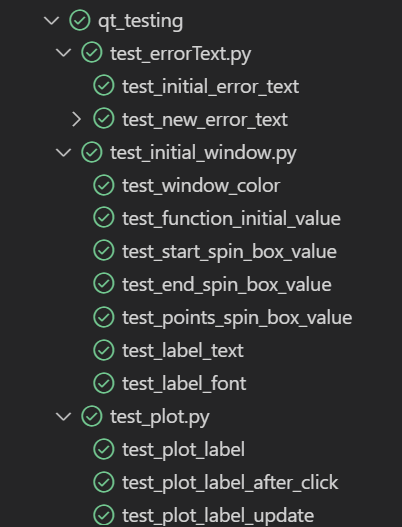 qt_testing
test_errorText.py
test_initial_error_text
test_new_error_text
test_initial_window.py
test_window_color
test_function_initial_value
test_start_spin_box_value
test_end_spin_box_value
test_points_spin_box_value
test_label_text
test_label_font
test_plot.py
test_plot_label
test_plot_label_after_click
test_plot_label_update